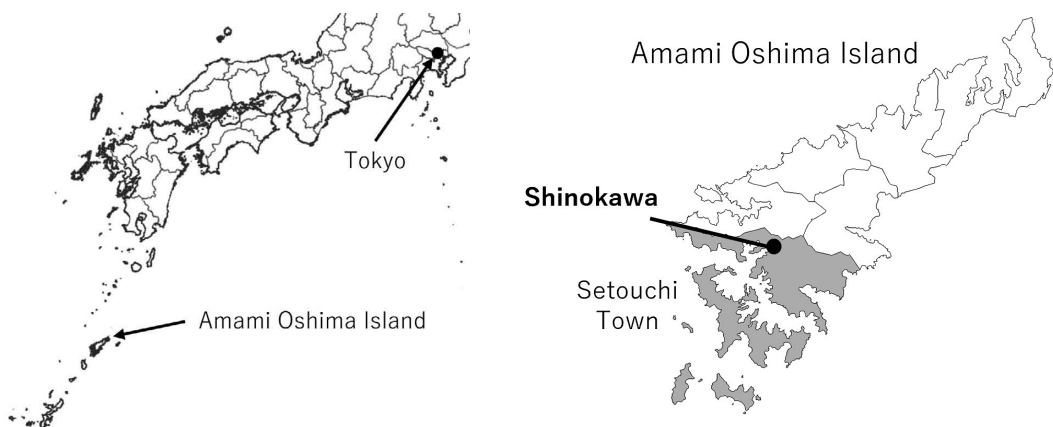 Tokyo
Amami Oshima Island
Amami Oshima Island
Shinokawa
Setouchi
Town